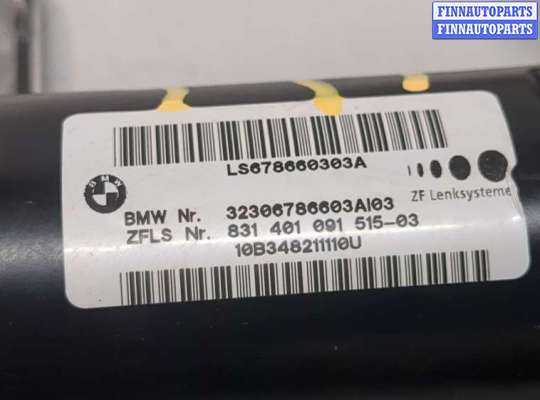 FINNAUTOPARTS
FINNAUTOPARTS
LS678660303A
BMW
ZF Lenksysteme
BMW Nr. 32306786603AI03
ZFLS Nr. 831 401 091 515-03
10B348211110U